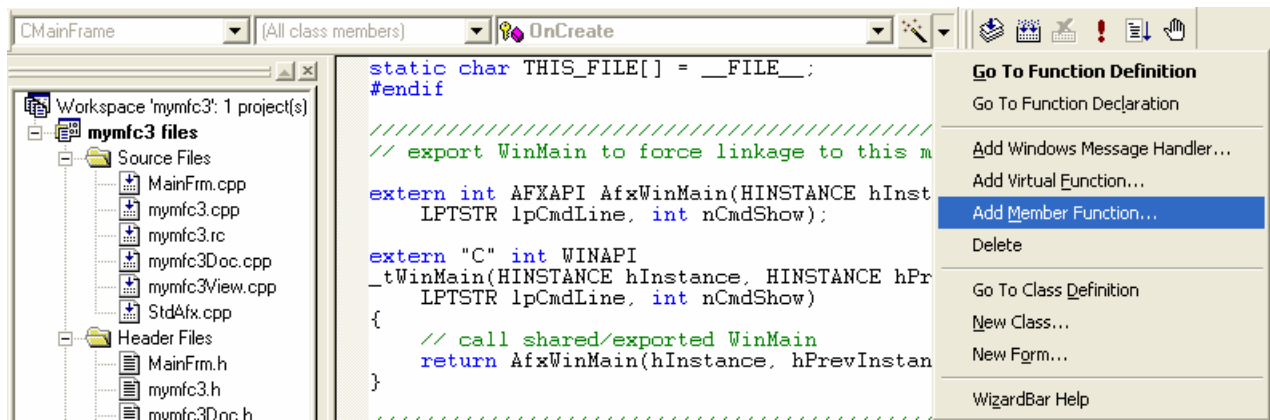 CMainFrame (All class members) OnCreate
Workspace 'mymfc3': 1 project(s)
mymfc3 files
Source Files
MainFrm.cpp
mymfc3.cpp
mymfc3.rc
mymfc3Doc.cpp
mymfc3View.cpp
StdAfx.cpp
Header Files
MainFrm.h
mymfc3.h
mymfc3Doc.h
static char THIS_FILE[] = __FILE__;
#endif
////////////////////////////////////////////
// export WinMain to force linkage to this m
extern int AFXAPI AfxWinMain(HINSTANCE hInst
LPTSTR lpCmdLine, int nCmdShow);
extern "C" int WINAPI
_tWinMain(HINSTANCE hInstance, HINSTANCE hPr
LPTSTR lpCmdLine, int nCmdShow)
{
// call shared/exported WinMain
return AfxWinMain(hInstance, hPrevInstan
}
Go To Function Definition
Go To Function Declaration
Add Windows Message Handler...
Add Virtual Function...
Add Member Function...
Delete
Go To Class Definition
New Class...
New Form...
WizardBar Help